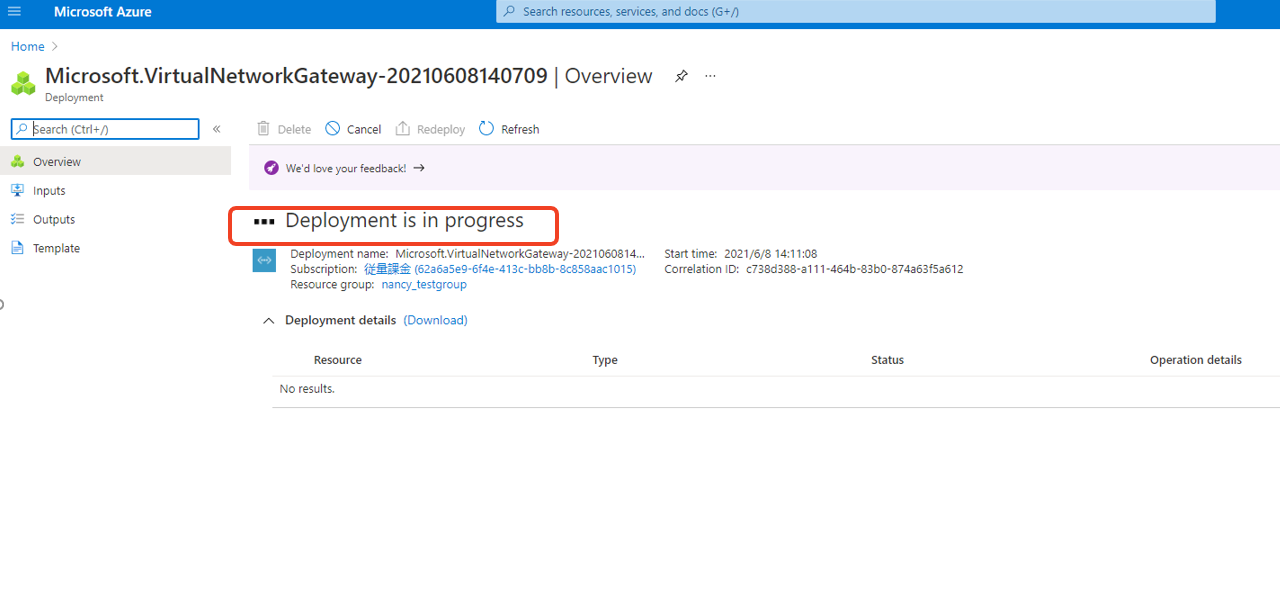 Microsoft Azure
Search resources, services, and docs (G+/)
Home
Microsoft.VirtualNetworkGateway-20210608140709 | Overview
Deployment
Search (Ctrl+/)
Delete
Cancel
Redeploy
Refresh
Overview
Inputs
Outputs
Template
We'd love your feedback!
Deployment is in progress
Deployment name: Microsoft.VirtualNetworkGateway-2021060814...
Start time: 2021/6/8 14:11:08
Subscription: 従量課金 (62a6a5e9-6f4e-413c-bb8b-8c858aac1015)
Correlation ID: c738d388-a111-464b-83b0-874a63f5a612
Resource group: nancy_testgroup
Deployment details (Download)
Resource Type Status Operation details
No results.